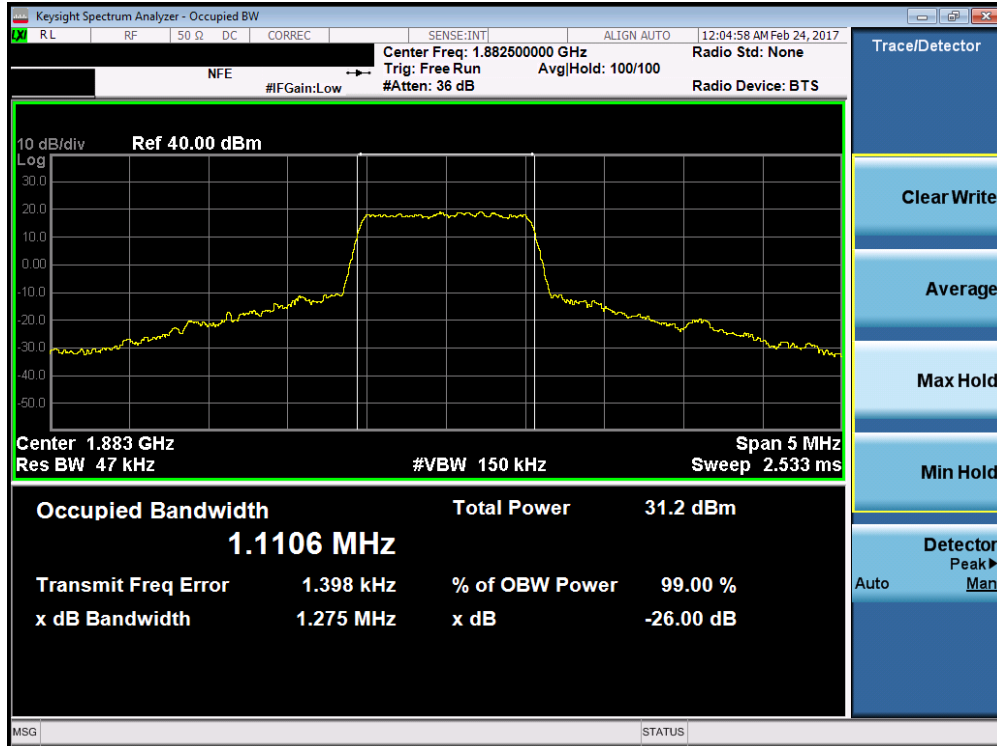 Keysight Spectrum Analyzer - Occupied BW
LXI RL RF 50 Ω DC CORREC SENSE:INT ALIGN AUTO 12:04:58 AM Feb 24, 2017
Center Freq: 1.882500000 GHz Radio Std: None
NFE Trig: Free Run Avg|Hold: 100/100
#IFGain:Low #Atten: 36 dB Radio Device: BTS
10 dB/div Ref 40.00 dBm
Log
30.0
20.0
10.0
0.00
-10.0
-20.0
-30.0
-40.0
-50.0
Center 1.883 GHz Span 5 MHz
Res BW 47 kHz #VBW 150 kHz Sweep 2.533 ms
Occupied Bandwidth Total Power 31.2 dBm
1.1106 MHz
Transmit Freq Error 1.398 kHz % of OBW Power 99.00 %
x dB Bandwidth 1.275 MHz x dB -26.00 dB
MSG STATUS
Trace/Detector
Clear Write
Average
Max Hold
Min Hold
Detector
Peak▶
Auto Man